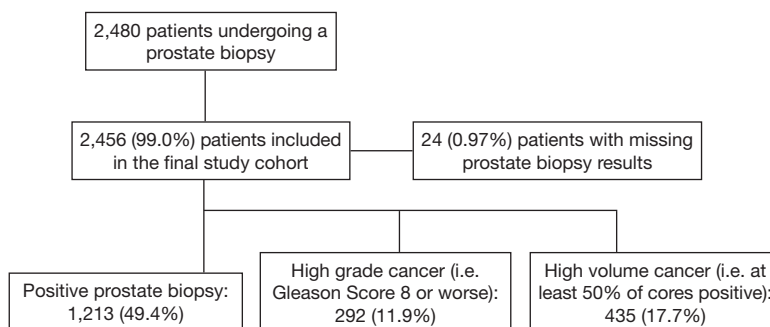 2,480 patients undergoing a
prostate biopsy
2,456 (99.0%) patients included
in the final study cohort
24 (0.97%) patients with missing
prostate biopsy results
Positive prostate biopsy:
1,213 (49.4%)
High grade cancer (i.e.
Gleason Score 8 or worse):
292 (11.9%)
High volume cancer (i.e. at
least 50% of cores positive):
435 (17.7%)